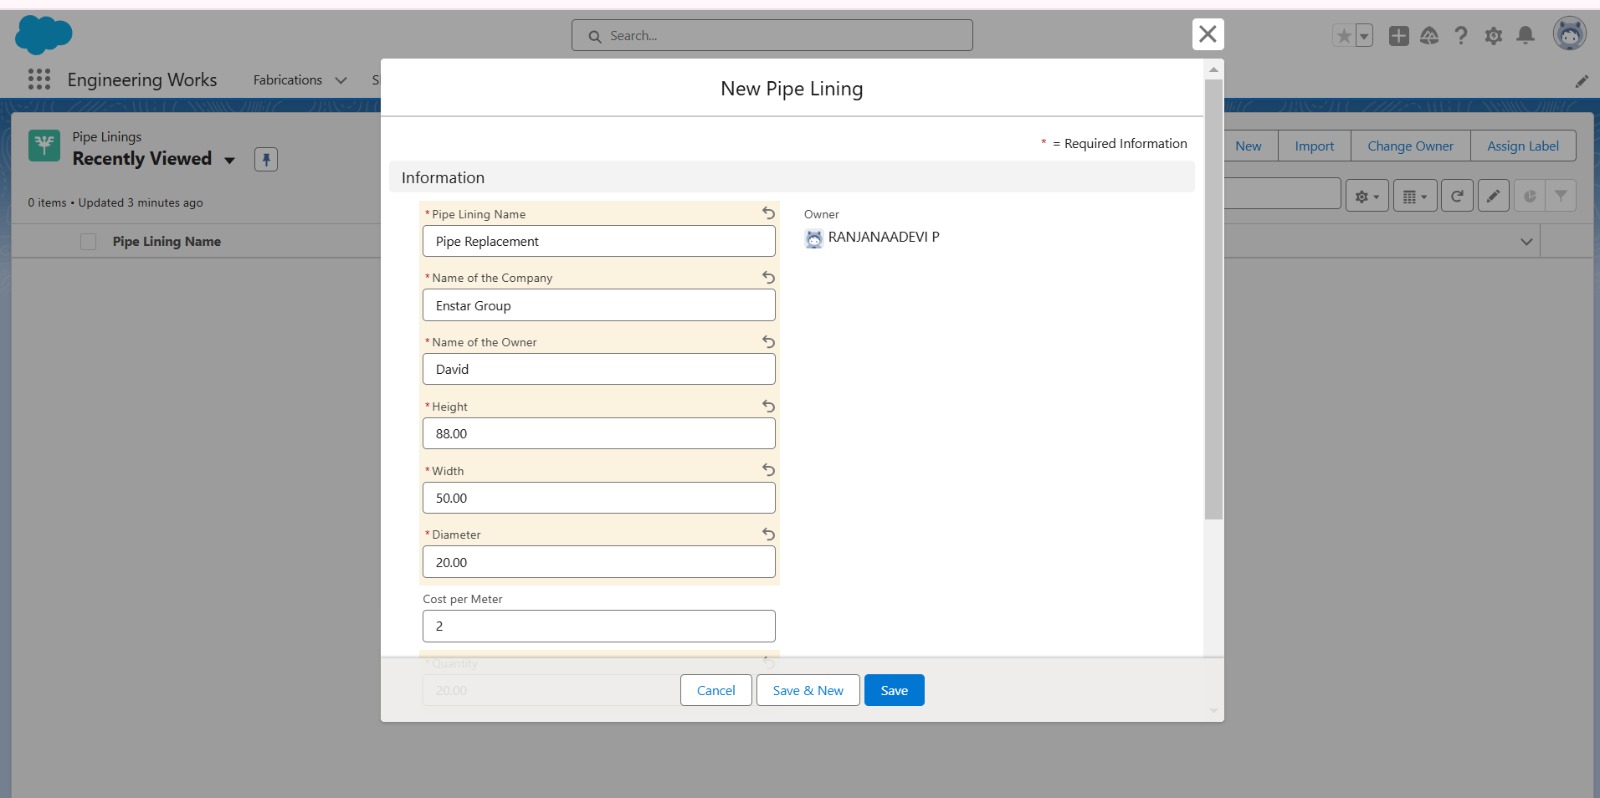 Search...
Engineering Works
Fabrications
S
New Pipe Lining
* = Required Information
Pipe Linings
Recently Viewed
New
Import
Change Owner
Assign Label
0 items • Updated 3 minutes ago
Pipe Lining Name
Information
*Pipe Lining Name
Pipe Replacement
Owner
RANJANAADEVI P
*Name of the Company
Enstar Group
*Name of the Owner
David
*Height
88.00
*Width
50.00
*Diameter
20.00
Cost per Meter
2
*Quantity
20.00
Cancel
Save & New
Save